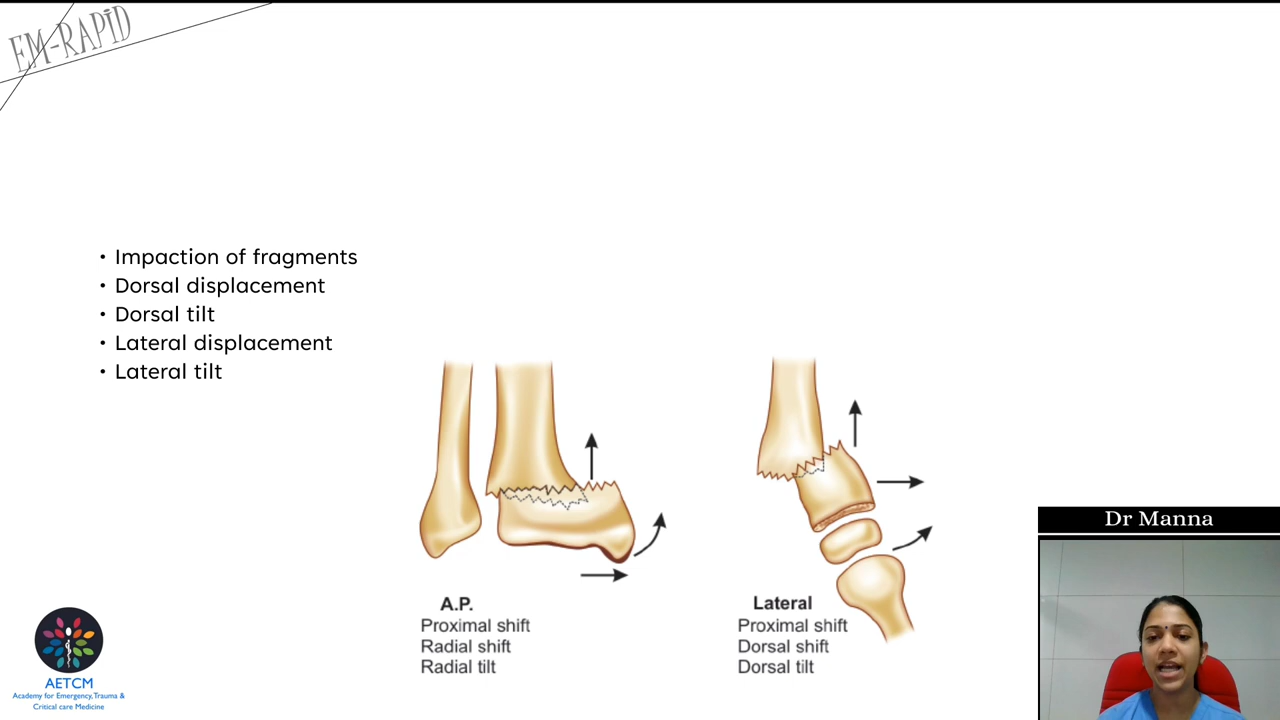 EM-RAPiD
• Impaction of fragments
• Dorsal displacement
• Dorsal tilt
• Lateral displacement
• Lateral tilt
A.P.
Proximal shift
Radial shift
Radial tilt
Lateral
Proximal shift
Dorsal shift
Dorsal tilt
Dr Manna
AETCM
Academy for Emergency, Trauma &
Critical care Medicine